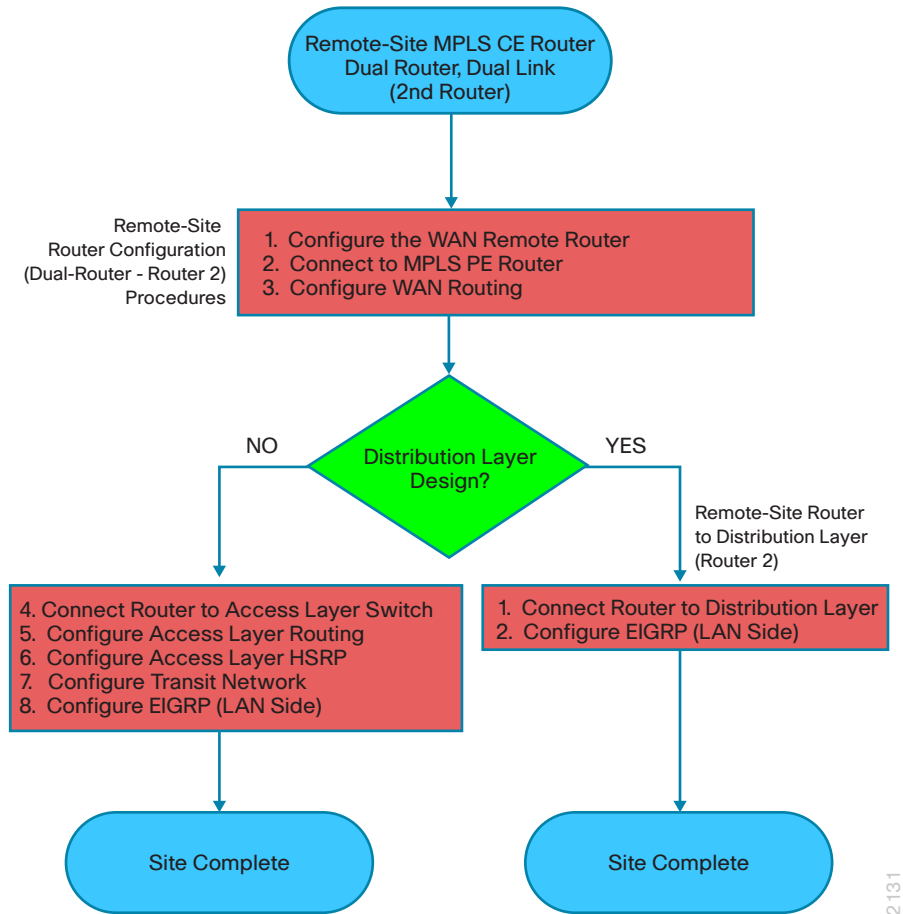 Remote-Site MPLS CE Router
Dual Router, Dual Link
(2nd Router)
Remote-Site
Router Configuration
(Dual-Router - Router 2)
Procedures
1. Configure the WAN Remote Router
2. Connect to MPLS PE Router
3. Configure WAN Routing
NO
Distribution Layer
Design?
YES
Remote-Site Router
to Distribution Layer
(Router 2)
4. Connect Router to Access Layer Switch
5. Configure Access Layer Routing
6. Configure Access Layer HSRP
7. Configure Transit Network
8. Configure EIGRP (LAN Side)
1. Connect Router to Distribution Layer
2. Configure EIGRP (LAN Side)
Site Complete
Site Complete
2131